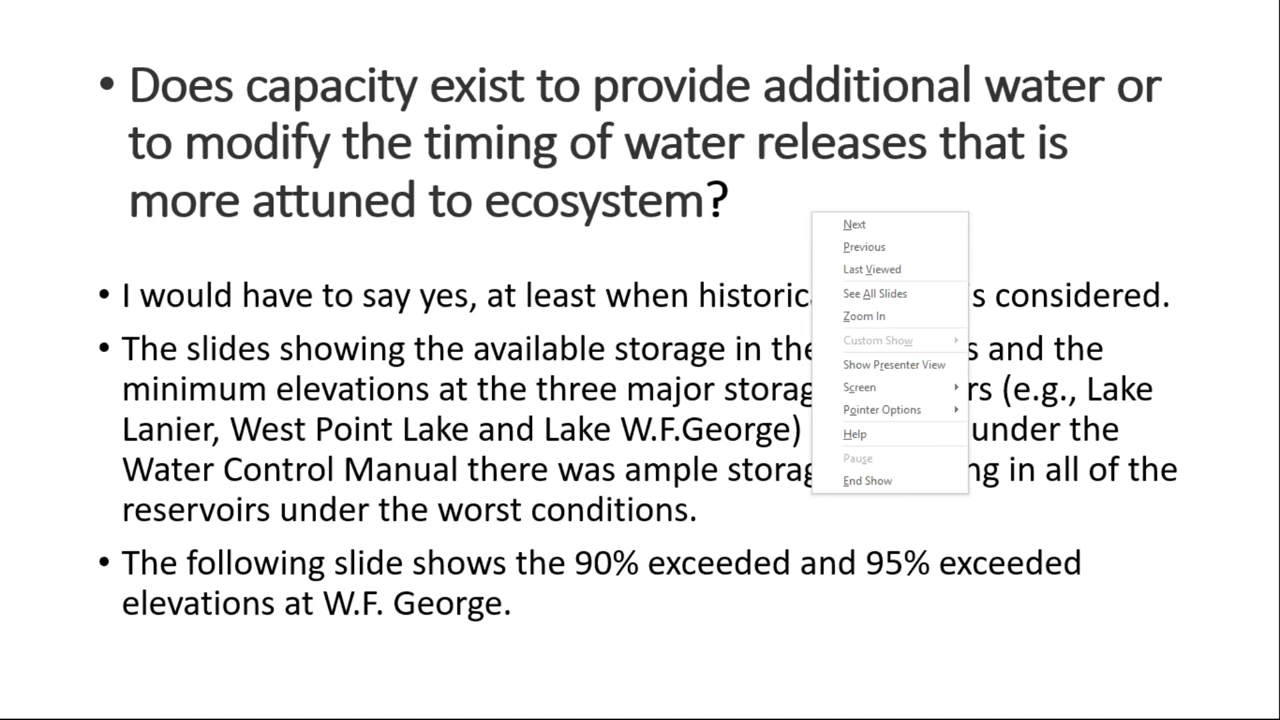 • Does capacity exist to provide additional water or
to modify the timing of water releases that is
more attuned to ecosystem?
• I would have to say yes, at least when s considered.
• The slides showing the available storage in s and the
minimum elevations at the three major rs (e.g., Lake
Lanier, West Point Lake and Lake W.F.George) under the
Water Control Manual there was ample ng in all of the
reservoirs under the worst conditions.
• The following slide shows the 90% exceeded and 95% exceeded
elevations at W.F. George.
Next
Previous
Last Viewed
See All Slides
Zoom In
Custom Show
Show Presenter View
Screen
Pointer Options
Help
Pause
End Show